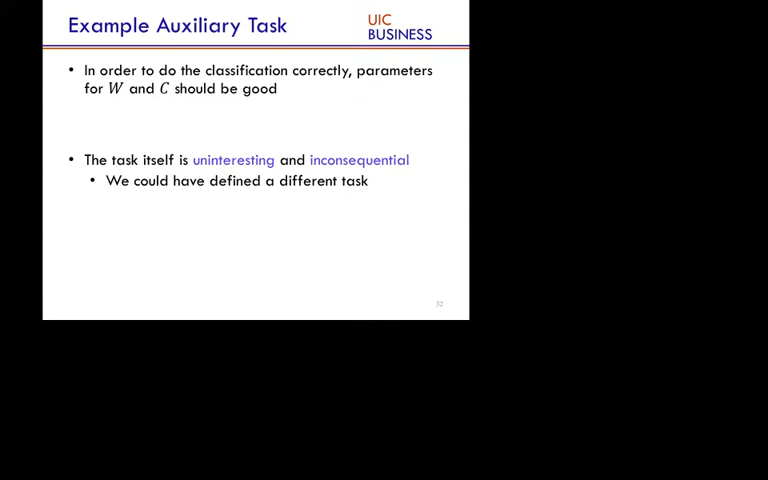 Example Auxiliary Task
UIC
BUSINESS
• In order to do the classification correctly, parameters
for W and C should be good
• The task itself is uninteresting and inconsequential
• We could have defined a different task
32